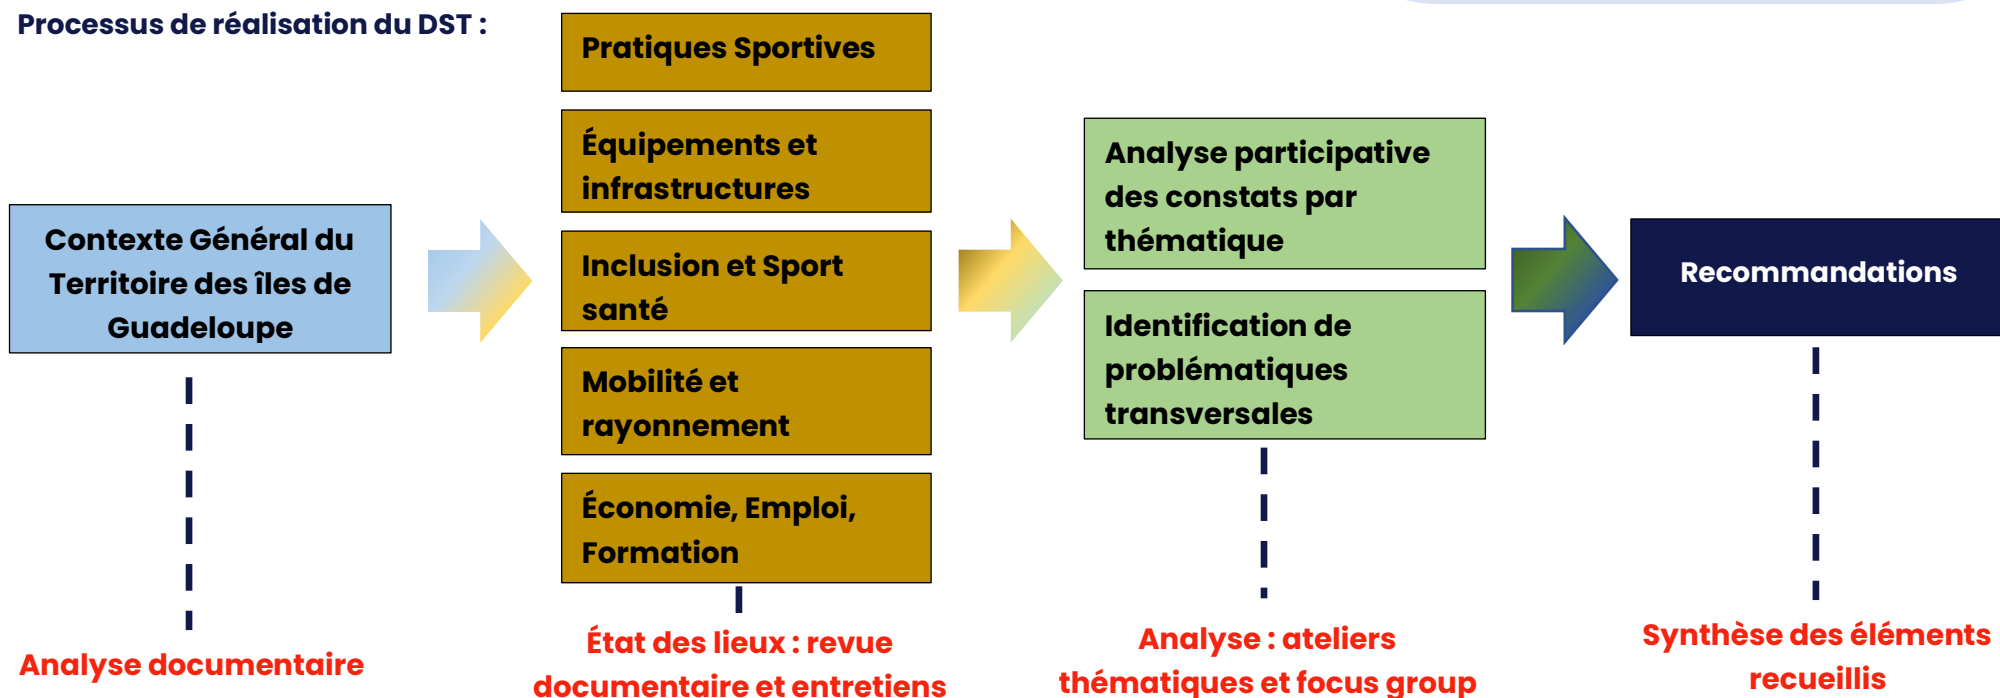 Processus de réalisation du DST :
Contexte Général du
Territoire des îles de
Guadeloupe
Analyse documentaire
Pratiques Sportives
Équipements et
infrastructures
Inclusion et Sport
santé
Mobilité et
rayonnement
Économie, Emploi,
Formation
État des lieux : revue
documentaire et entretiens
Analyse participative
des constats par
thématique
Identification de
problématiques
transversales
Analyse : ateliers
thématiques et focus group
Recommandations
Synthèse des éléments
recueillis